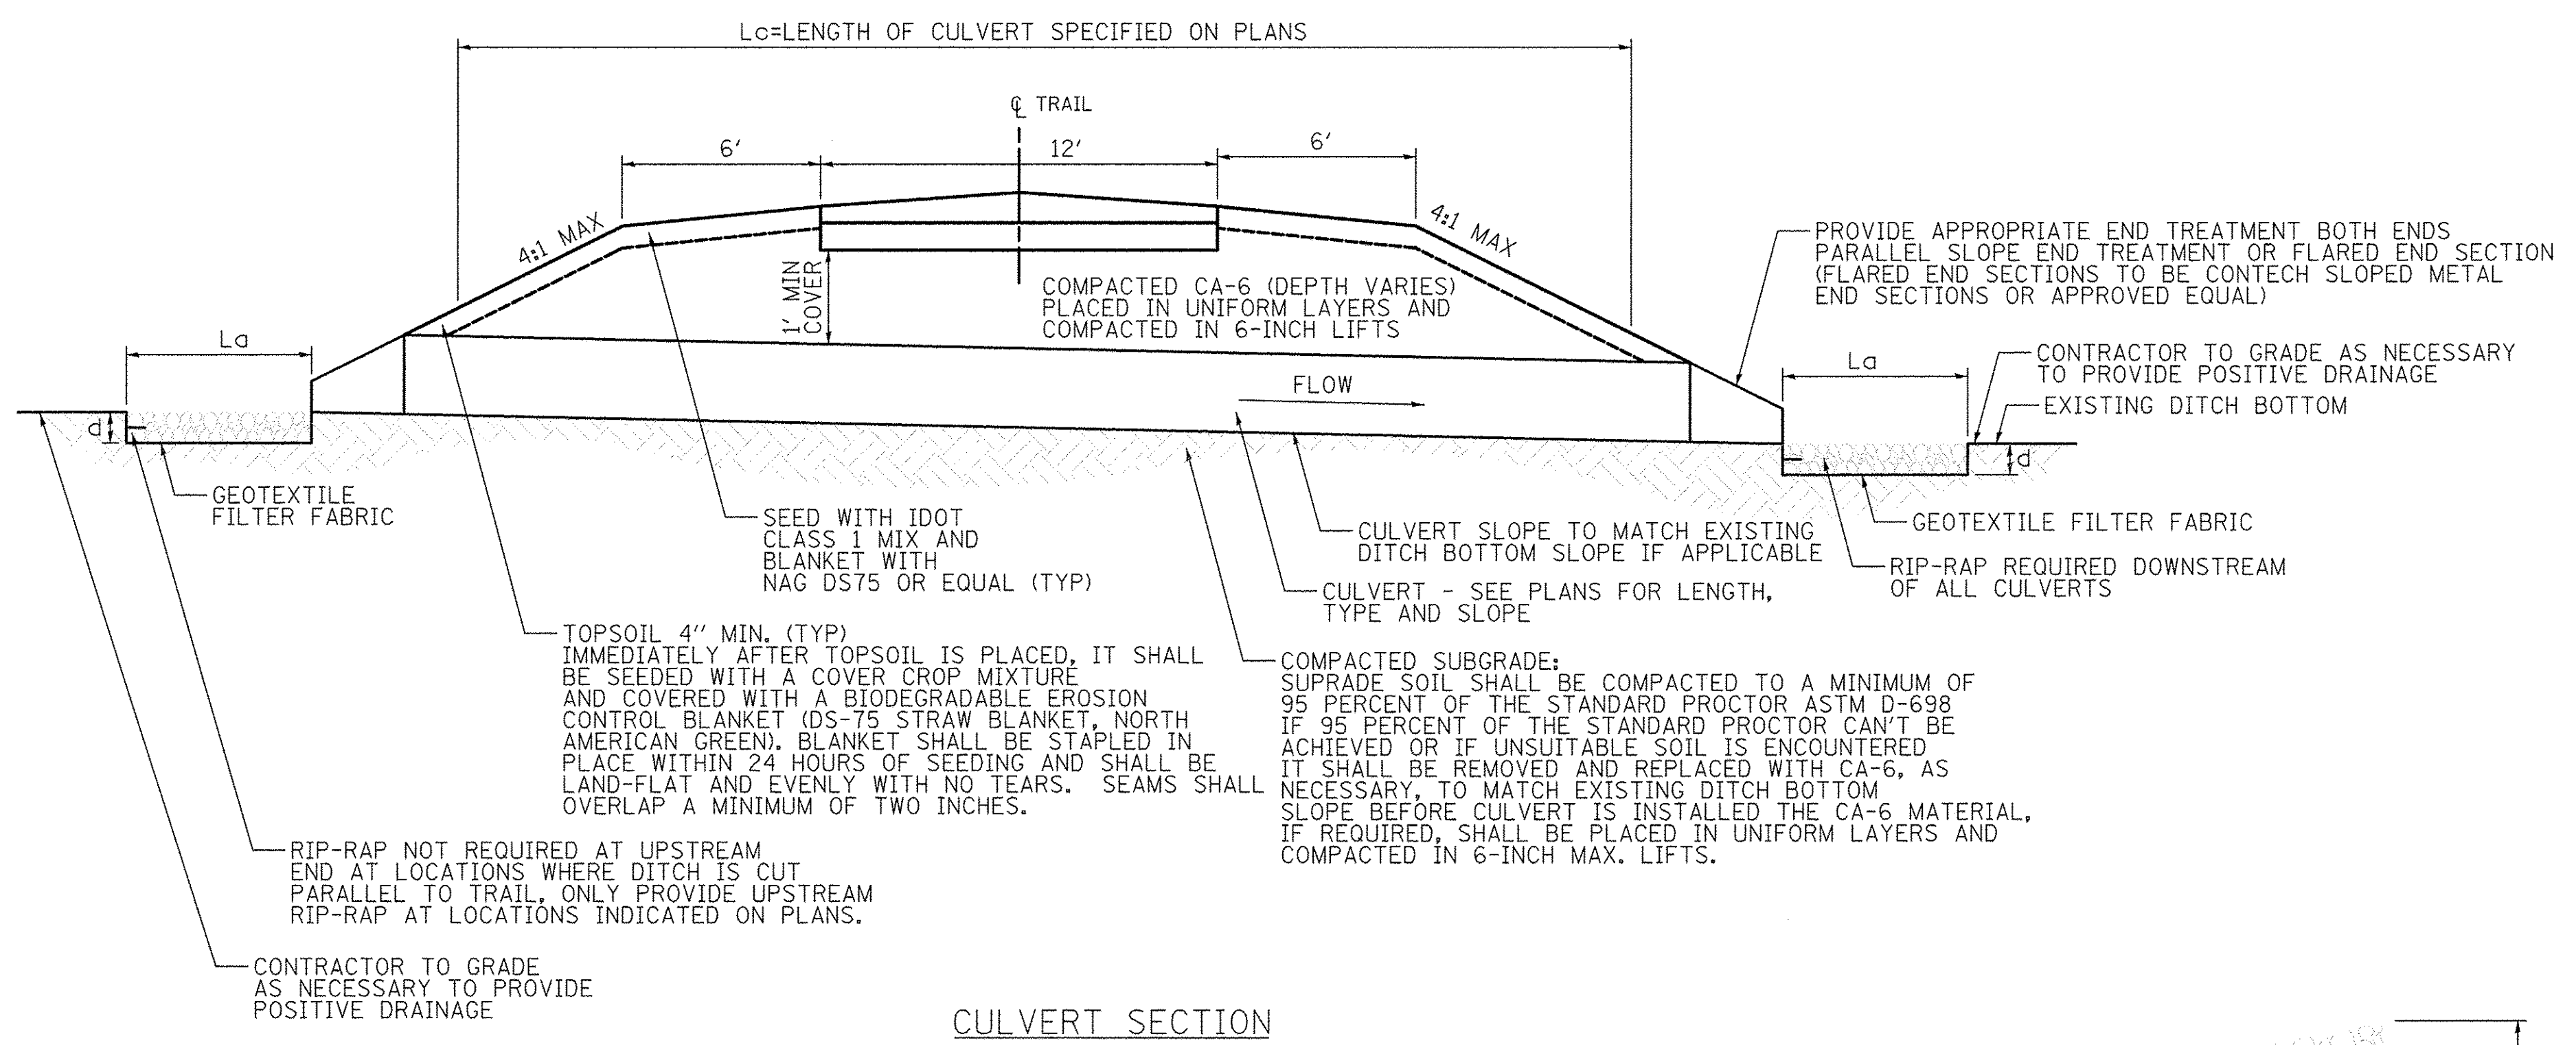 Lc=LENGTH OF CULVERT SPECIFIED ON PLANS
℄ TRAIL
6'
12'
6'
4:1 MAX
4:1 MAX
1' MIN
COVER
COMPACTED CA-6 (DEPTH VARIES)
PLACED IN UNIFORM LAYERS AND
COMPACTED IN 6-INCH LIFTS
PROVIDE APPROPRIATE END TREATMENT BOTH ENDS
PARALLEL SLOPE END TREATMENT OR FLARED END SECTION
(FLARED END SECTIONS TO BE CONTECH SLOPED METAL
END SECTIONS OR APPROVED EQUAL)
La
La
CONTRACTOR TO GRADE AS NECESSARY
TO PROVIDE POSITIVE DRAINAGE
FLOW
EXISTING DITCH BOTTOM
d
d
GEOTEXTILE
FILTER FABRIC
SEED WITH IDOT
CLASS 1 MIX AND
BLANKET WITH
NAG DS75 OR EQUAL (TYP)
CULVERT SLOPE TO MATCH EXISTING
DITCH BOTTOM SLOPE IF APPLICABLE
GEOTEXTILE FILTER FABRIC
RIP-RAP REQUIRED DOWNSTREAM
OF ALL CULVERTS
CULVERT - SEE PLANS FOR LENGTH,
TYPE AND SLOPE
TOPSOIL 4" MIN. (TYP)
IMMEDIATELY AFTER TOPSOIL IS PLACED, IT SHALL
BE SEEDED WITH A COVER CROP MIXTURE
AND COVERED WITH A BIODEGRADABLE EROSION
CONTROL BLANKET (DS-75 STRAW BLANKET, NORTH
AMERICAN GREEN). BLANKET SHALL BE STAPLED IN
PLACE WITHIN 24 HOURS OF SEEDING AND SHALL BE
LAND-FLAT AND EVENLY WITH NO TEARS. SEAMS SHALL
OVERLAP A MINIMUM OF TWO INCHES.
COMPACTED SUBGRADE:
SUPRADE SOIL SHALL BE COMPACTED TO A MINIMUM OF
95 PERCENT OF THE STANDARD PROCTOR ASTM D-698
IF 95 PERCENT OF THE STANDARD PROCTOR CAN'T BE
ACHIEVED OR IF UNSUITABLE SOIL IS ENCOUNTERED
IT SHALL BE REMOVED AND REPLACED WITH CA-6, AS
NECESSARY, TO MATCH EXISTING DITCH BOTTOM
SLOPE BEFORE CULVERT IS INSTALLED THE CA-6 MATERIAL,
IF REQUIRED, SHALL BE PLACED IN UNIFORM LAYERS AND
COMPACTED IN 6-INCH MAX. LIFTS.
RIP-RAP NOT REQUIRED AT UPSTREAM
END AT LOCATIONS WHERE DITCH IS CUT
PARALLEL TO TRAIL, ONLY PROVIDE UPSTREAM
RIP-RAP AT LOCATIONS INDICATED ON PLANS.
CONTRACTOR TO GRADE
AS NECESSARY TO PROVIDE
POSITIVE DRAINAGE
CULVERT SECTION